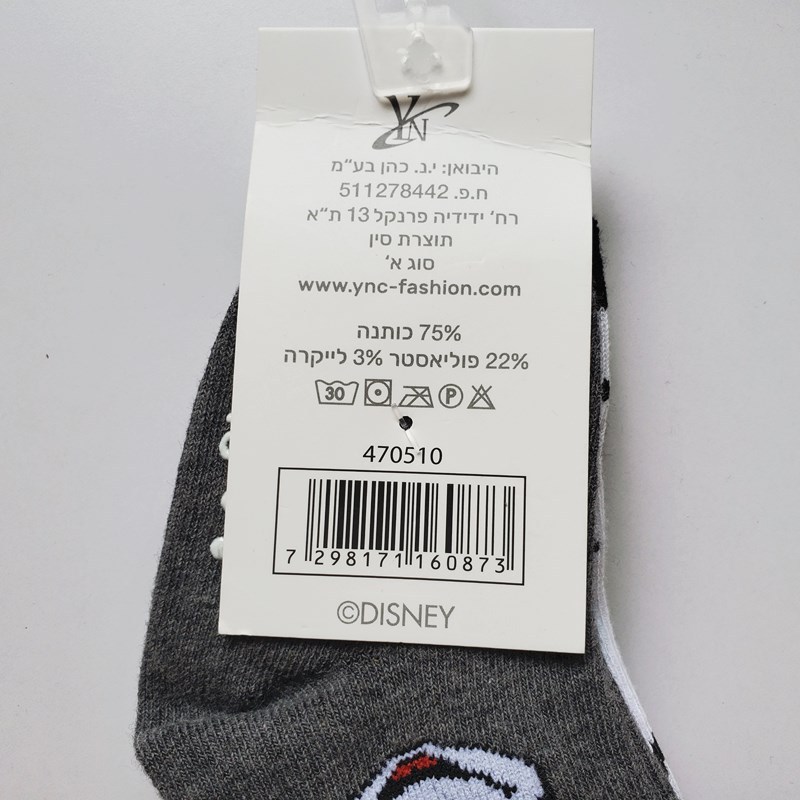 YN
היבואן: י.נ. כהן בע״מ
ח.פ. 511278442
רח׳ ידידיה פרנקל 13 ת״א
תוצרת סין
סוג א׳
www.ync-fashion.com
75% כותנה
22% פוליאסטר 3% לייקרה
30 P
470510
7 298171 160873
©DISNEY